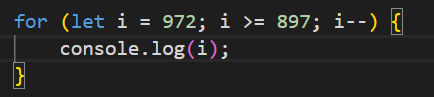 for (let i = 972; i >= 897; i--) {
    console.log(i);
}